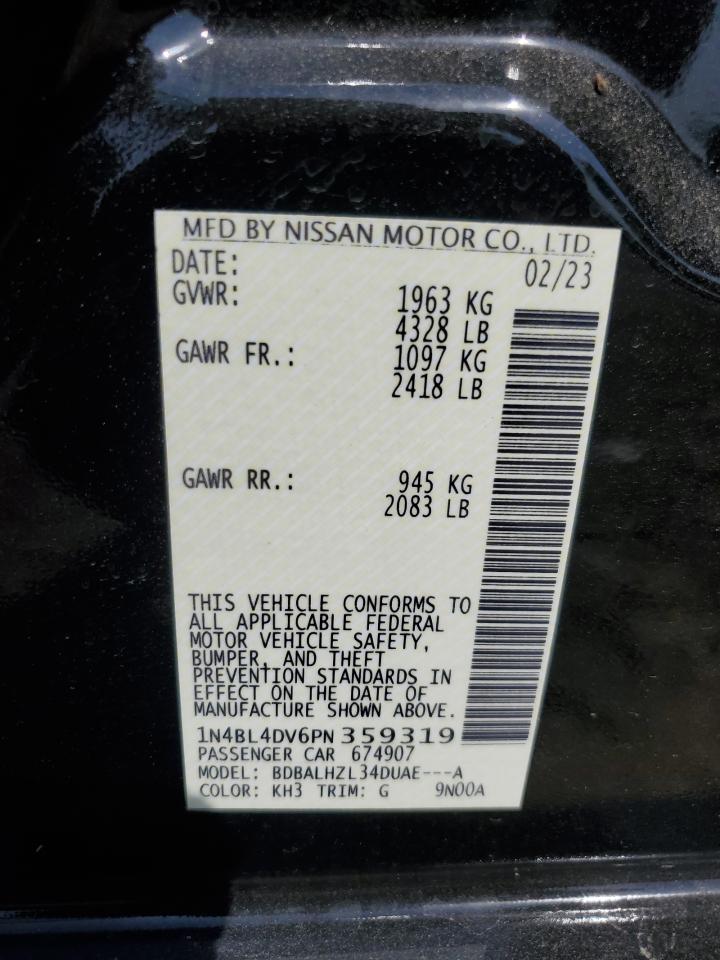 MFD BY NISSAN MOTOR CO., LTD.
DATE: 02/23
GVWR: 1963 KG
4328 LB
GAWR FR.: 1097 KG
2418 LB
GAWR RR.: 945 KG
2083 LB
THIS VEHICLE CONFORMS TO
ALL APPLICABLE FEDERAL
MOTOR VEHICLE SAFETY,
BUMPER, AND THEFT
PREVENTION STANDARDS IN
EFFECT ON THE DATE OF
MANUFACTURE SHOWN ABOVE.
1N4BL4DV6PN359319
PASSENGER CAR 674907
MODEL: BDBALHZL34DUAE---A
COLOR: KH3 TRIM: G 9N00A